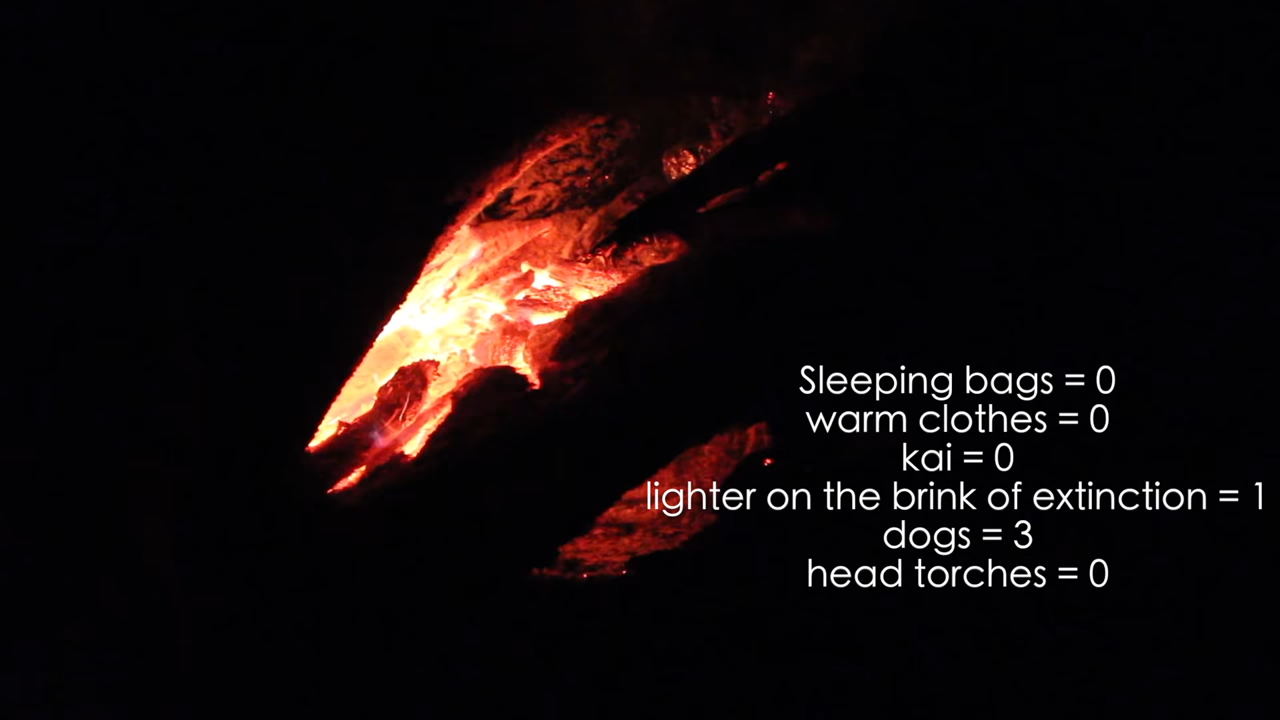 Sleeping bags = 0
warm clothes = 0
kai = 0
lighter on the brink of extinction = 1
dogs = 3
head torches = 0